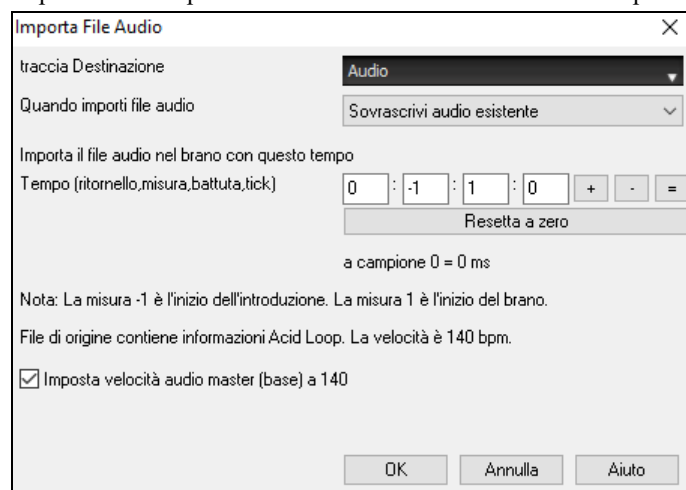 Importa File Audio
traccia Destinazione
Audio
Quando importi file audio
Sovrascrivi audio esistente
Importa il file audio nel brano con questo tempo
Tempo (ritornello,misura,battuta,tick)
0 : -1 : 1 : 0 + - =
Resetta a zero
a campione 0 = 0 ms
Nota: La misura -1 è l'inizio dell'introduzione. La misura 1 è l'inizio del brano.
File di origine contiene informazioni Acid Loop. La velocità è 140 bpm.
Imposta velocità audio master (base) a 140
OK Annulla Aiuto